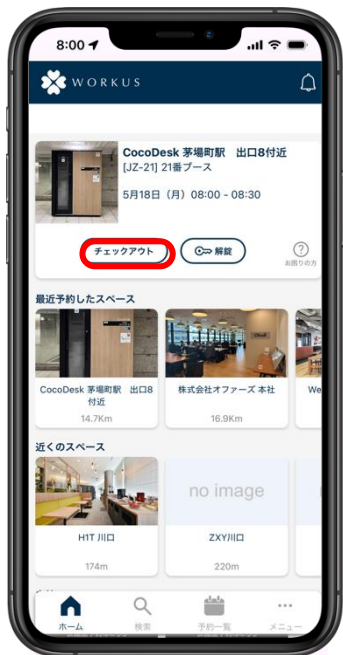 8:00
WORKUS
CocoDesk 茅場町駅　出口8付近
[JZ-21] 21番ブース
5月18日（月）08:00 - 08:30
チェックアウト
解錠
お困りの方
最近予約したスペース
CocoDesk 茅場町駅　出口8
付近
14.7Km
株式会社オファーズ 本社
16.9Km
We
近くのスペース
H1T 川口
174m
no image
ZXY川口
220m
ホーム
検索
予約一覧
メニュー